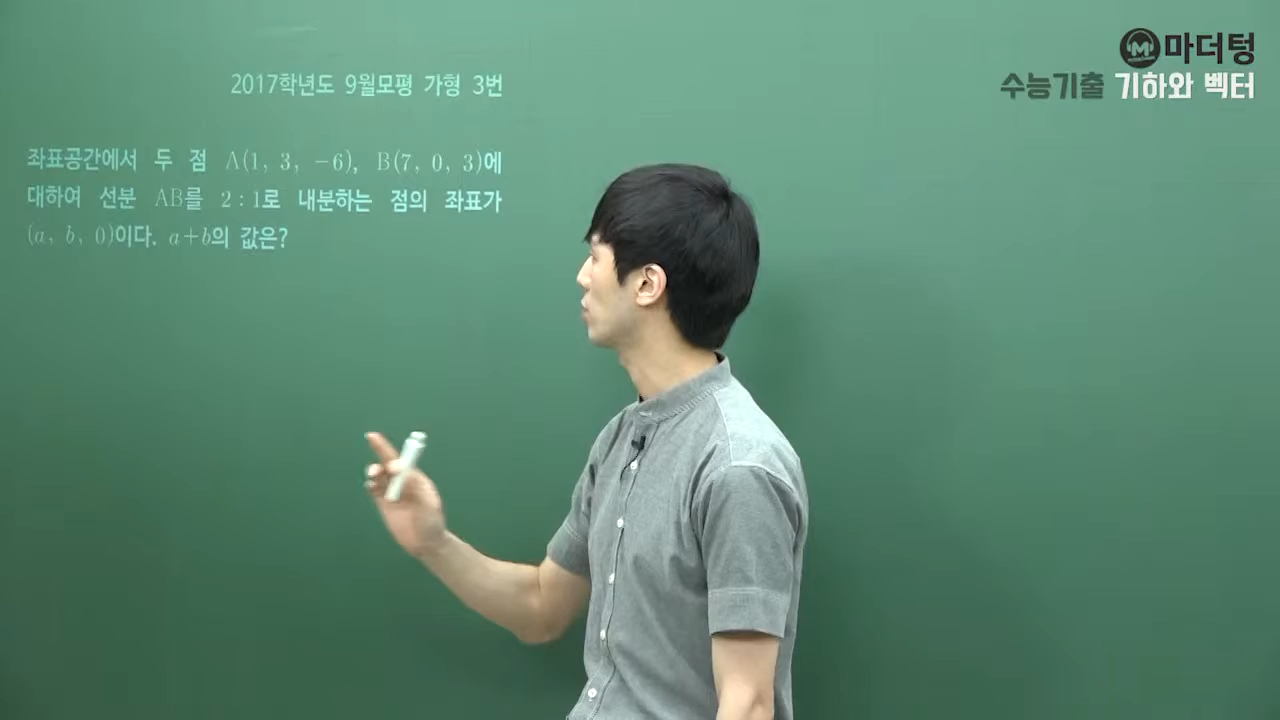 마더텅
수능기출 기하와 벡터
2017학년도 9월모평 가형 3번
좌표공간에서 두 점 A(1, 3, -6), B(7, 0, 3)에
대하여 선분 AB를 2 : 1로 내분하는 점의 좌표가
(a, b, 0)이다. a+b의 값은?